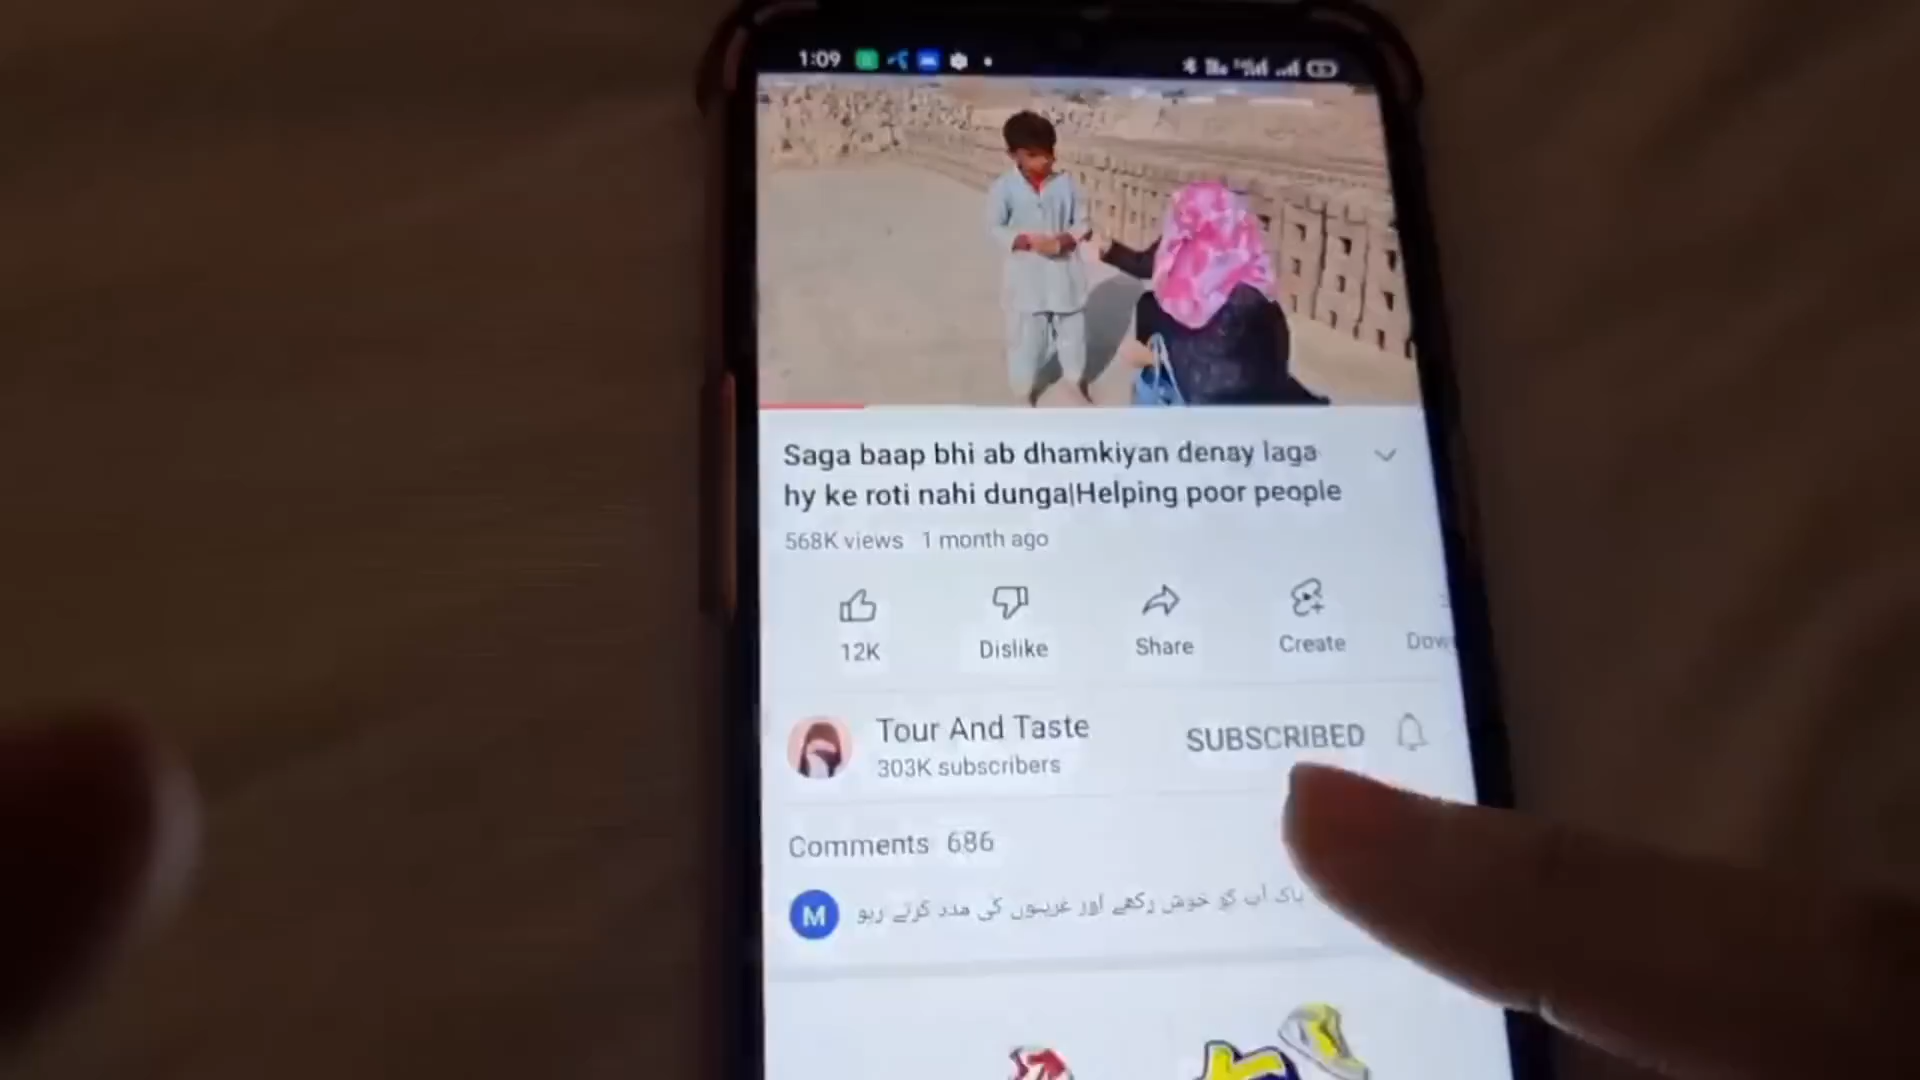 1:09
Saga baap bhi ab dhamkiyan denay laga
hy ke roti nahi dunga|Helping poor people
568K views 1 month ago
12K
Dislike
Share
Create
Tour And Taste
303K subscribers
SUBSCRIBED
Comments 686
M
پاک آپ کو خوش رکھے اور غریبوں کی مدد کرتے رہو